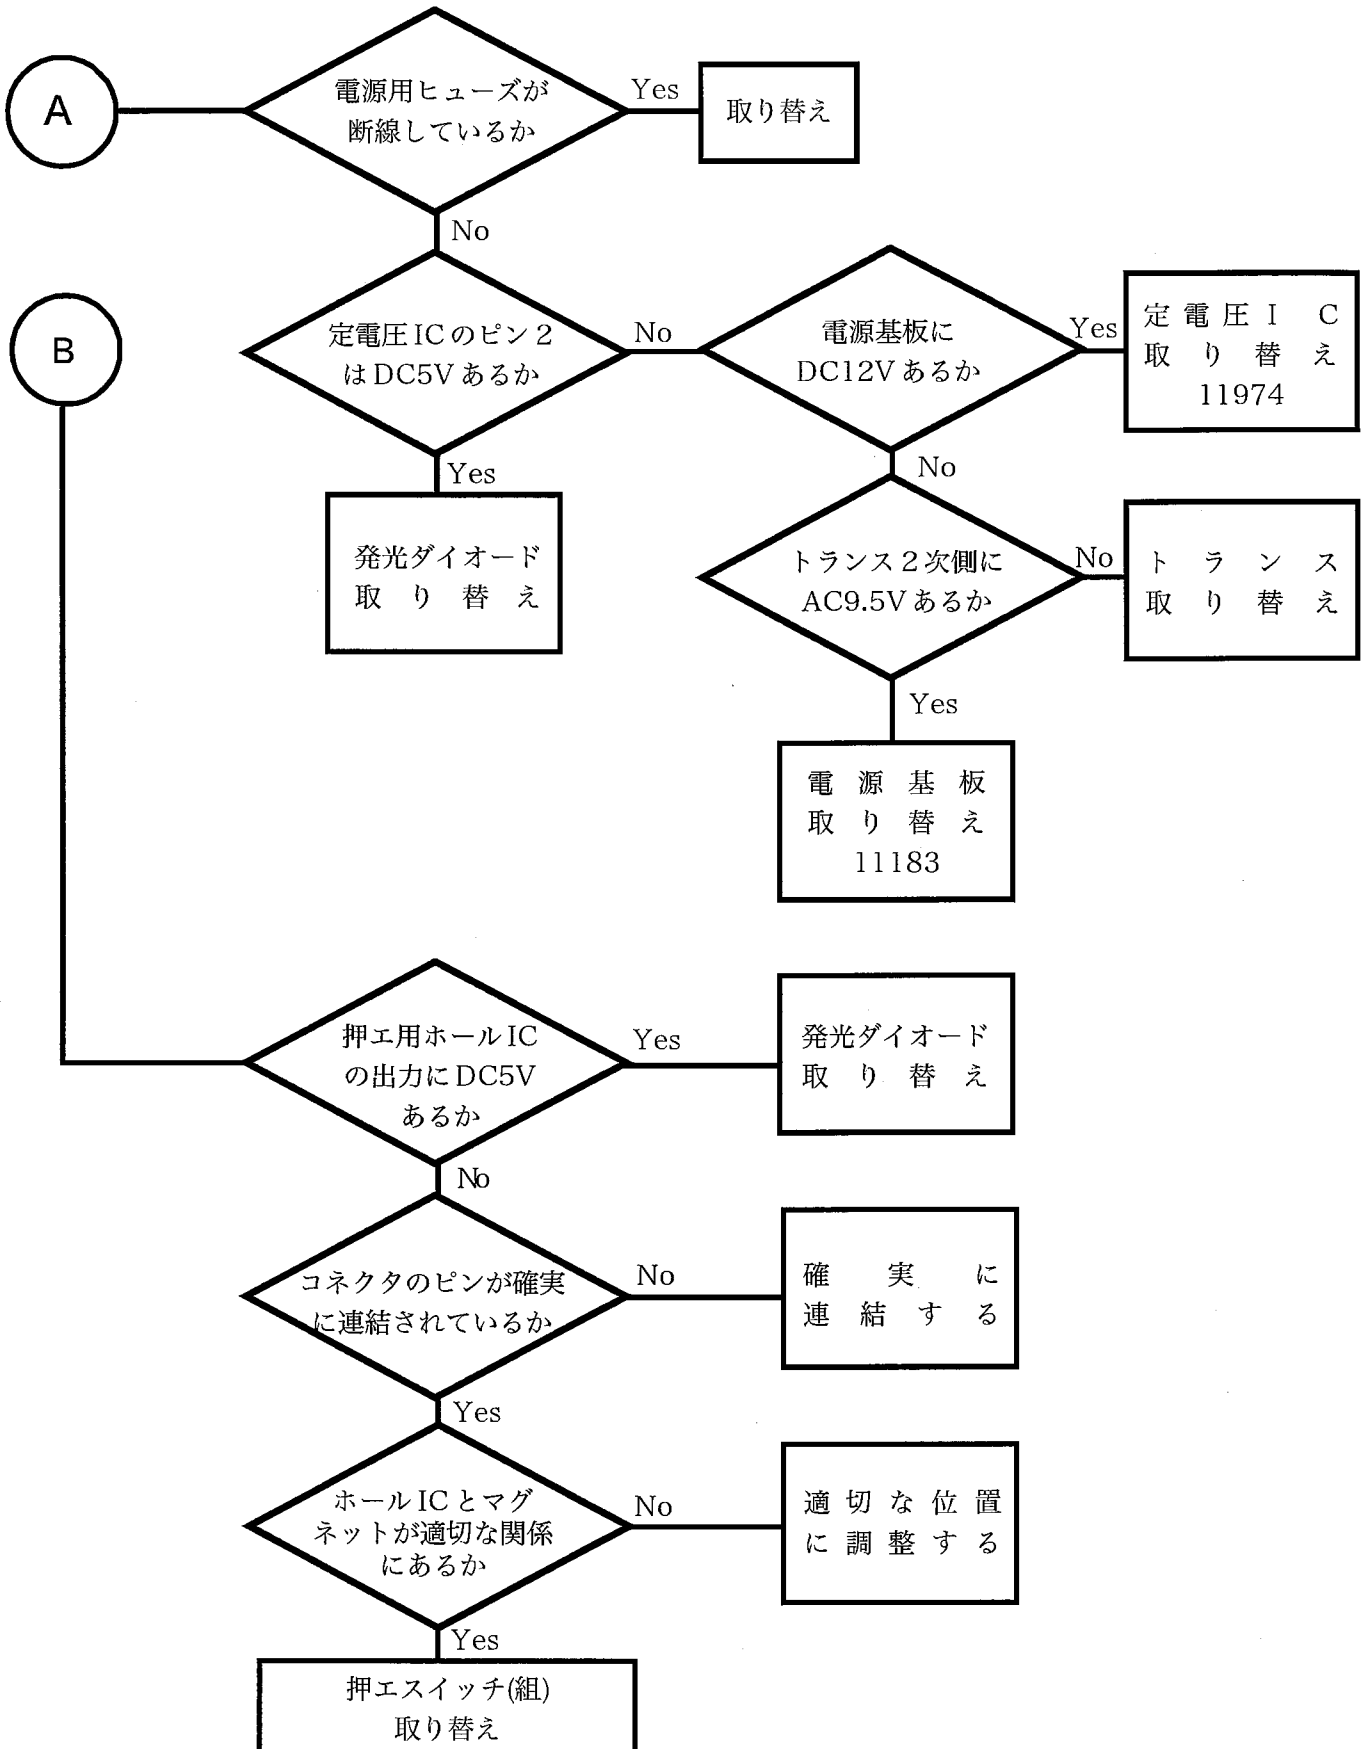 A
電源用ヒューズが
断線しているか
Yes
取り替え
No
B
定電圧ICのピン2
はDC5Vあるか
No
電源基板に
DC12Vあるか
Yes
定電圧IC
取り替え
11974
Yes
発光ダイオード
取り替え
No
トランス2次側に
AC9.5Vあるか
No
トランス
取り替え
Yes
電源基板
取り替え
11183
押エ用ホールIC
の出力にDC5V
あるか
Yes
発光ダイオード
取り替え
No
コネクタのピンが確実
に連結されているか
No
確実に
連結する
Yes
ホールICとマグ
ネットが適切な関係
にあるか
No
適切な位置
に調整する
Yes
押エスイッチ(組)
取り替え